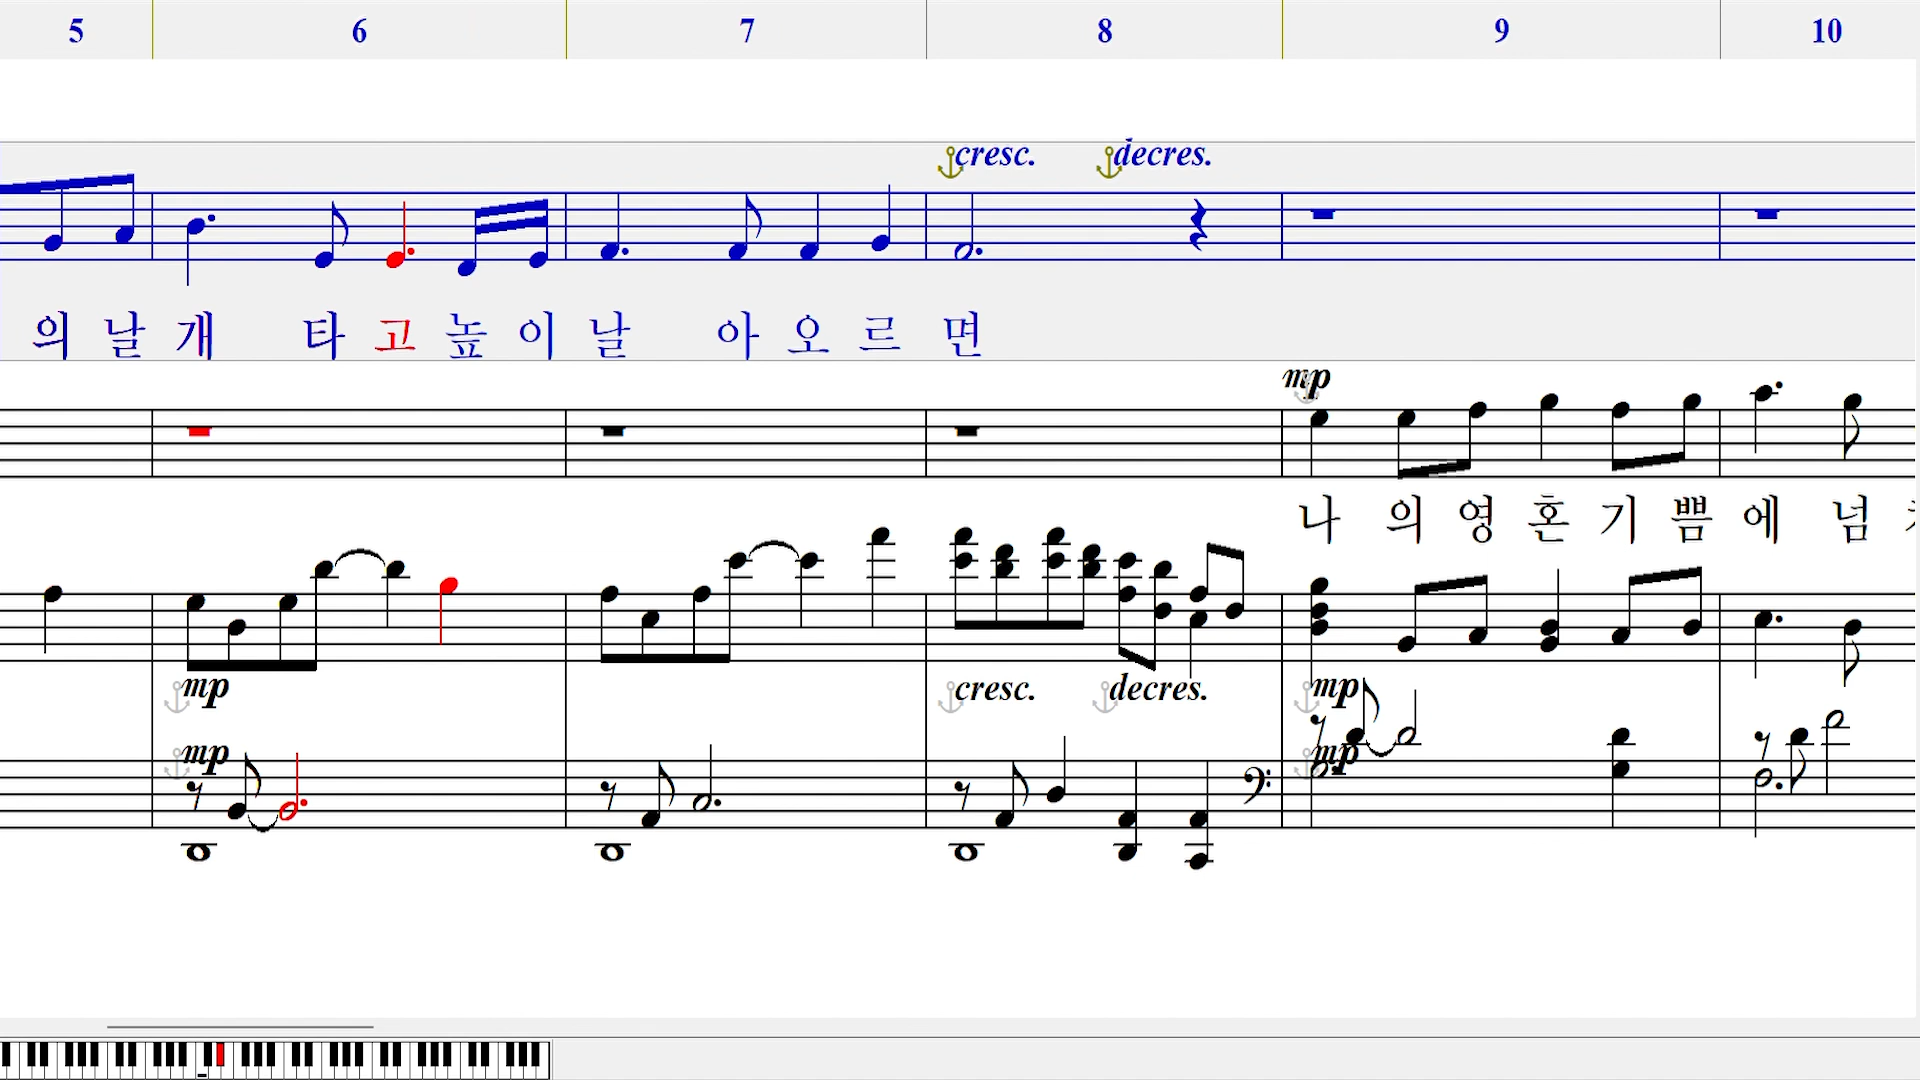 5 6 7 8 9 10
cresc. decres.
의 날 개 타 고 높 이 날 아 오 르 면
mp
나 의 영 혼 기 쁨 에 넘
mp cresc. decres. mp
mp mp